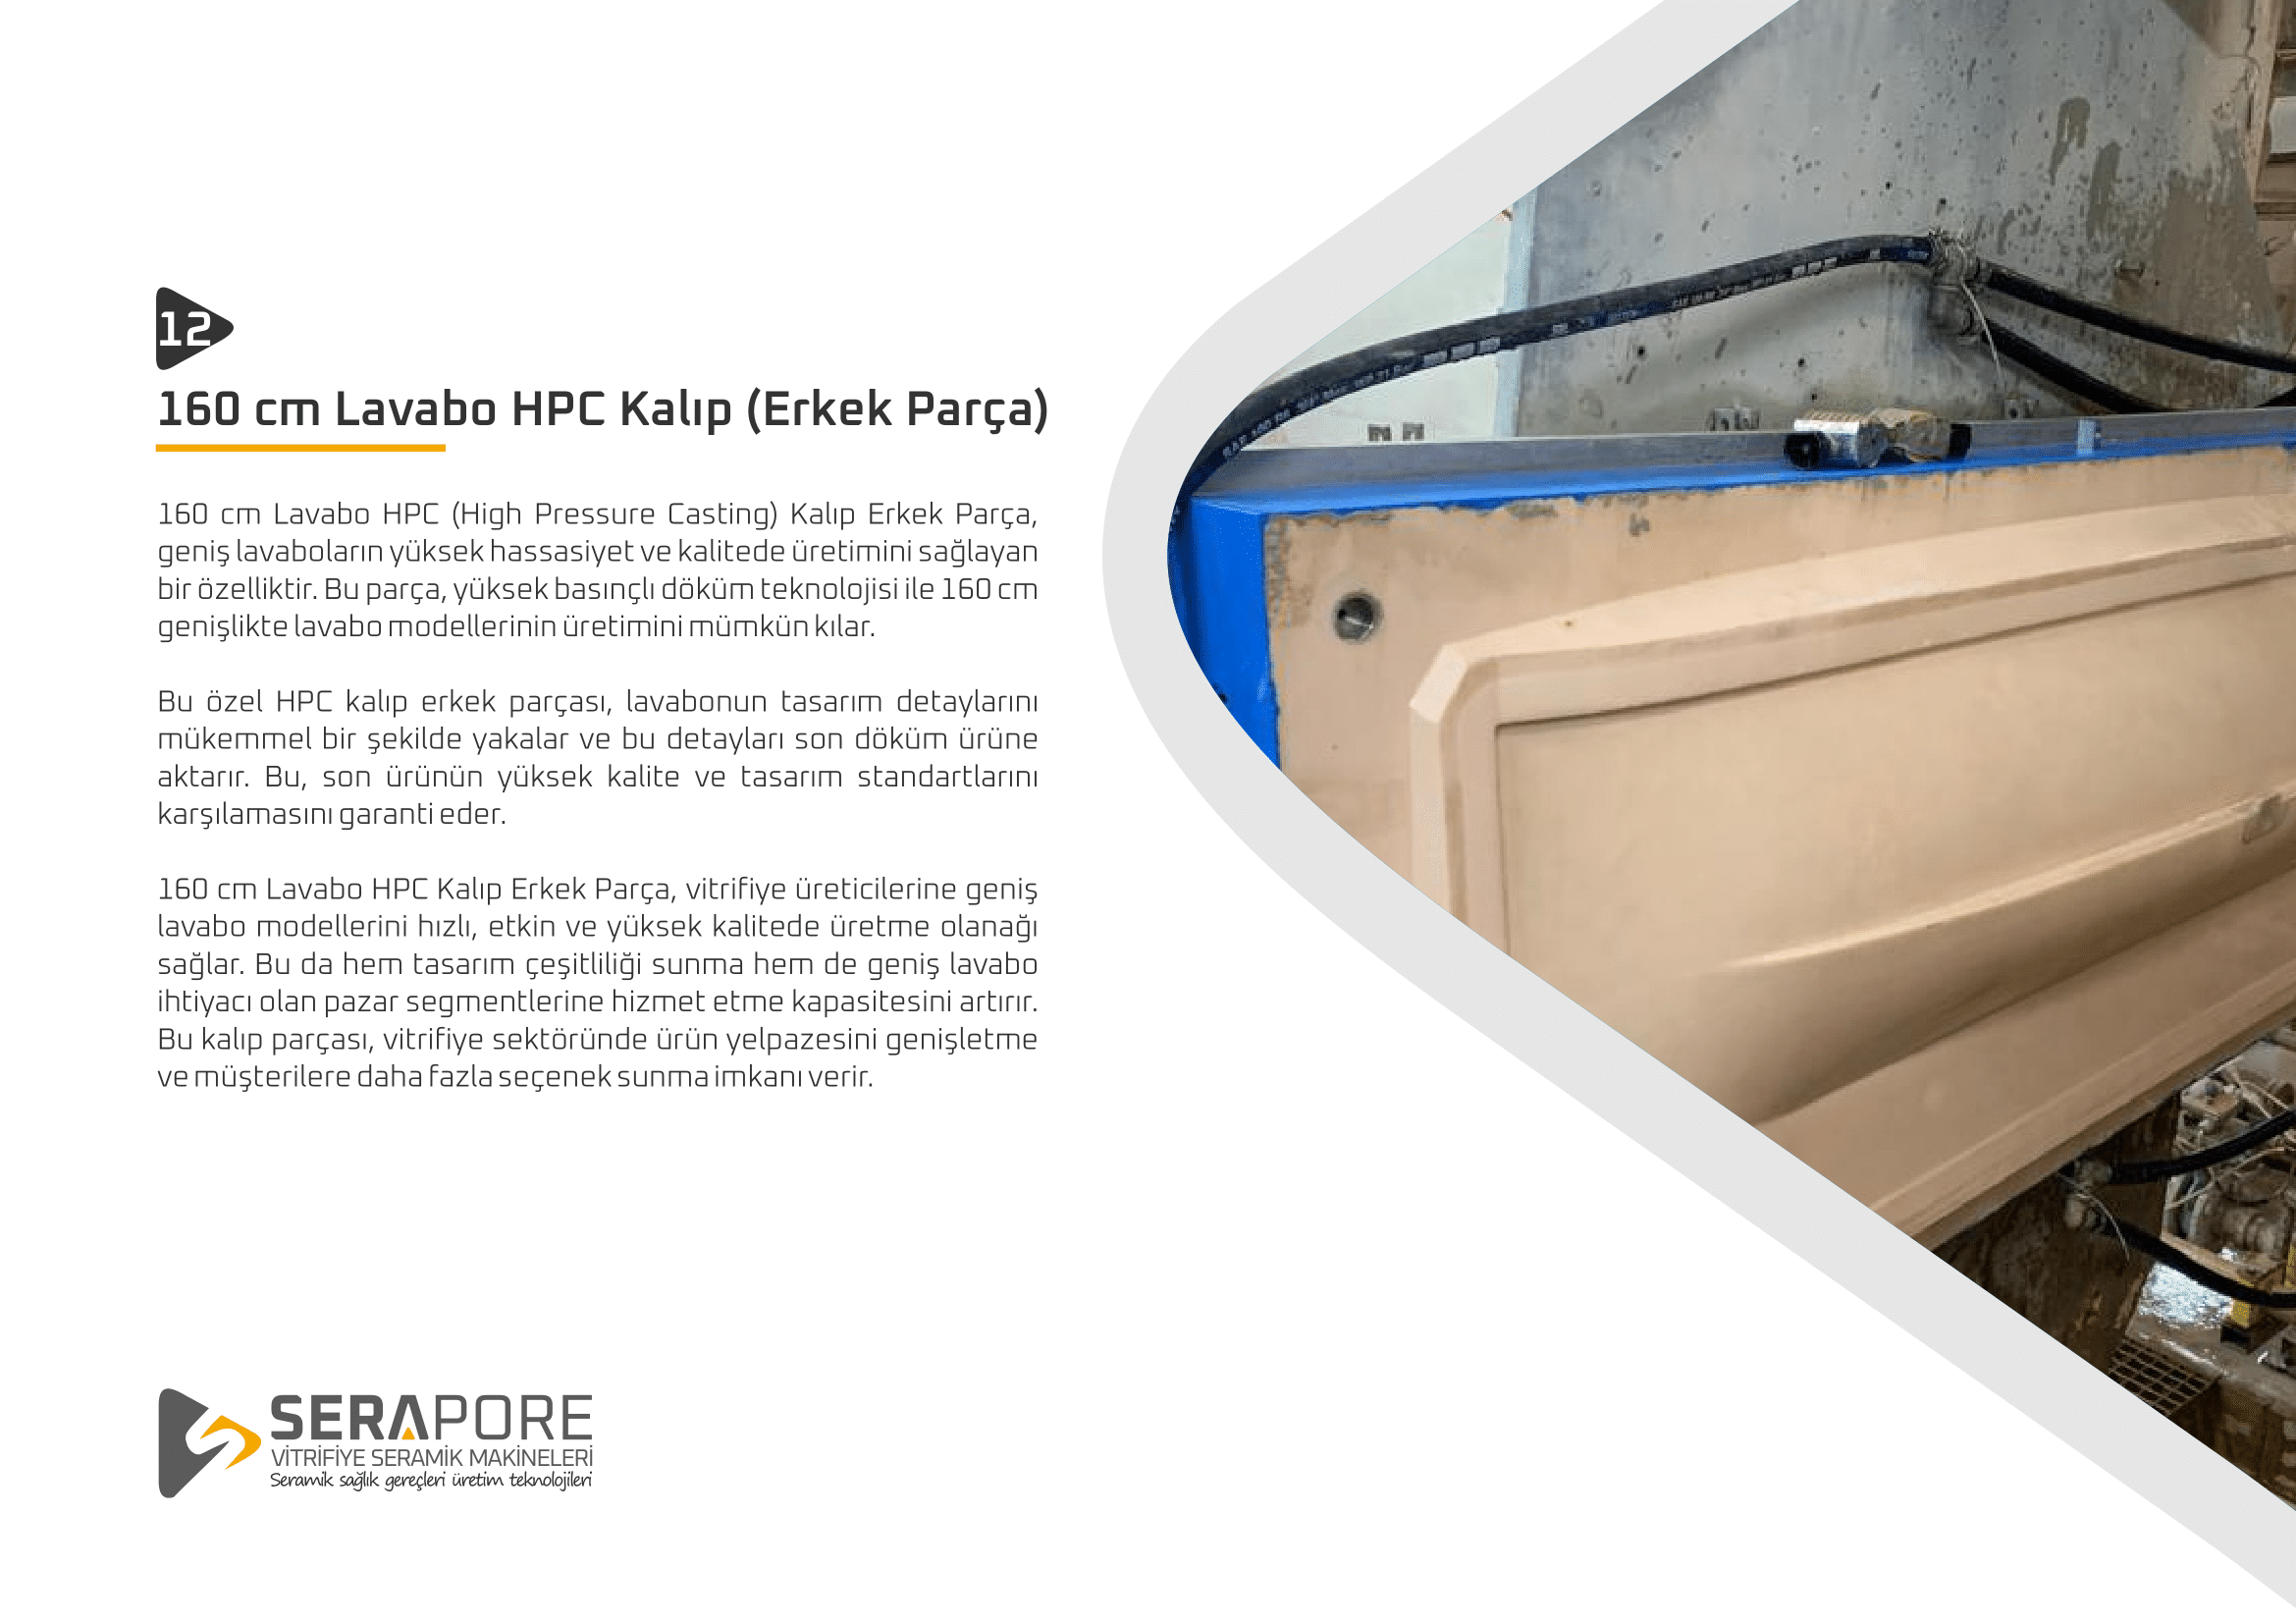 12
160 cm Lavabo HPC Kalıp (Erkek Parça)
160 cm Lavabo HPC (High Pressure Casting) Kalıp Erkek Parça,
geniş lavaboların yüksek hassasiyet ve kalitede üretimini sağlayan
bir özelliktir. Bu parça, yüksek basınçlı döküm teknolojisi ile 160 cm
genişlikte lavabo modellerinin üretimini mümkün kılar.
Bu özel HPC kalıp erkek parçası, lavabonun tasarım detaylarını
mükemmel bir şekilde yakalar ve bu detayları son döküm ürüne
aktarır. Bu, son ürünün yüksek kalite ve tasarım standartlarını
karşılamasını garanti eder.
160 cm Lavabo HPC Kalıp Erkek Parça, vitrifiye üreticilerine geniş
lavabo modellerini hızlı, etkin ve yüksek kalitede üretme olanağı
sağlar. Bu da hem tasarım çeşitliliği sunma hem de geniş lavabo
ihtiyacı olan pazar segmentlerine hizmet etme kapasitesini artırır.
Bu kalıp parçası, vitrifiye sektöründe ürün yelpazesini genişletme
ve müşterilere daha fazla seçenek sunma imkanı verir.
SERAPORE
VİTRİFİYE SERAMİK MAKİNELERİ
Seramik sağlık gereçleri üretim teknolojileri